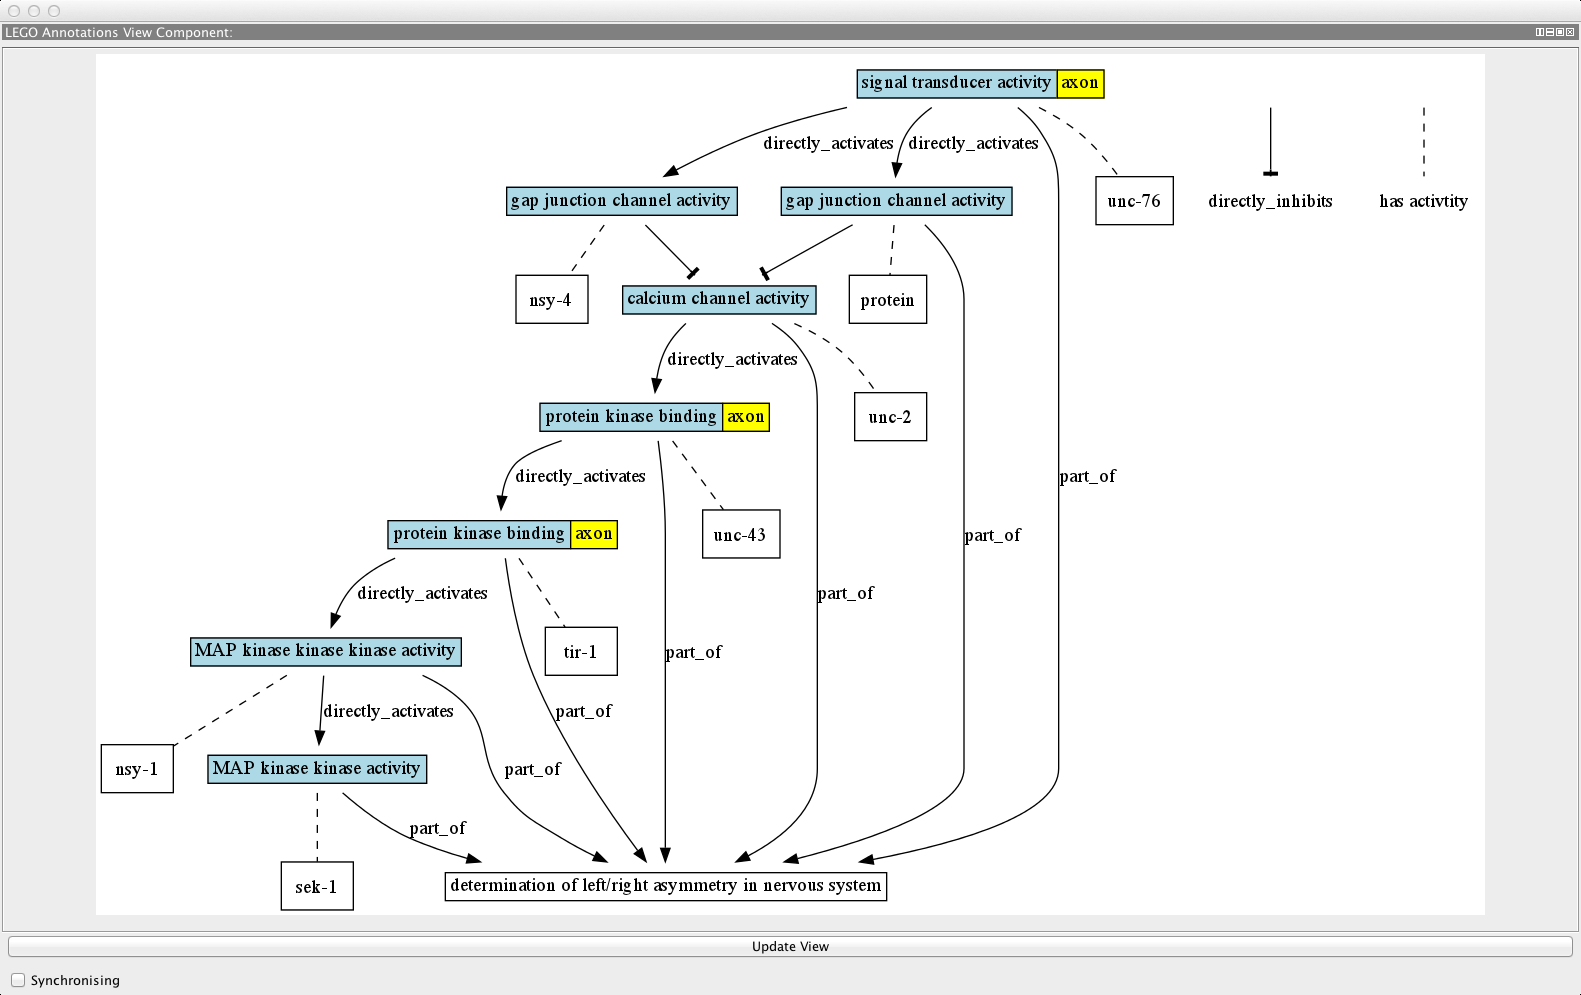 LEGO Annotations View Component:
signal transducer activity axon
directly_activates directly_activates
gap junction channel activity gap junction channel activity unc-76 directly_inhibits has activtity
nsy-4 calcium channel activity protein
directly_activates
protein kinase binding axon unc-2
directly_activates part_of
protein kinase binding axon unc-43 part_of
directly_activates part_of
MAP kinase kinase kinase activity tir-1 part_of
directly_activates part_of
nsy-1 MAP kinase kinase activity part_of
part_of
sek-1 determination of left/right asymmetry in nervous system
Update View
Synchronising